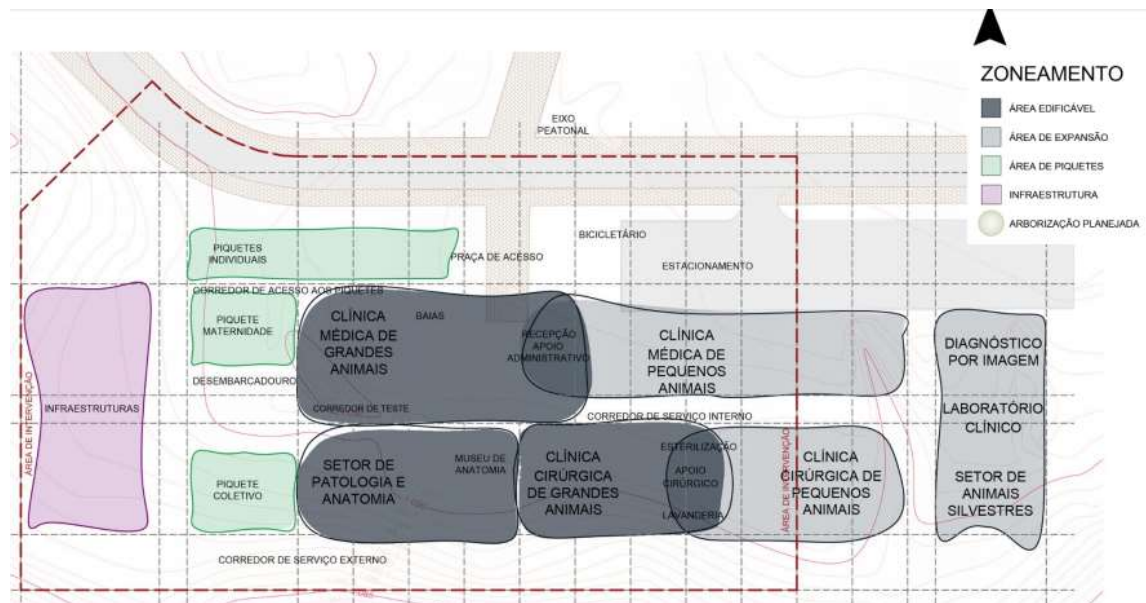 ZONEAMENTO
ÁREA EDIFICÁVEL
ÁREA DE EXPANSÃO
ÁREA DE PIQUETES
INFRAESTRUTURA
ARBORIZAÇÃO PLANEJADA
EIXO
PEATONAL
BICICLETÁRIO
PIQUETES
INDIVIDUAIS
PRAÇA DE ACESSO
ESTACIONAMENTO
CORREDOR DE ACESSO AOS PIQUETES
PIQUETE
MATERNIDADE
CLÍNICA
MÉDICA DE
GRANDES
ANIMAIS
BAIAS
RECEPÇÃO
APOIO
ADMINISTRATIVO
CLÍNICA
MÉDICA DE
PEQUENOS
ANIMAIS
DIAGNÓSTICO
POR IMAGEM
LABORATÓRIO
CLÍNICO
SETOR DE
ANIMAIS
SILVESTRES
DESEMBARCADOURO
INFRAESTRUTURAS
ÁREA DE INTERVENÇÃO
CORREDOR DE TESTE
CORREDOR DE SERVIÇO INTERNO
PIQUETE
COLETIVO
SETOR DE
PATOLOGIA E
ANATOMIA
MUSEU DE
ANATOMIA
CLÍNICA
CIRÚRGICA
DE GRANDES
ANIMAIS
ESTERILIZAÇÃO
APOIO
CIRÚRGICO
LAVANDERIA
ÁREA DE INTERVENÇÃO
CLÍNICA
CIRÚRGICA DE
PEQUENOS
ANIMAIS
CORREDOR DE SERVIÇO EXTERNO